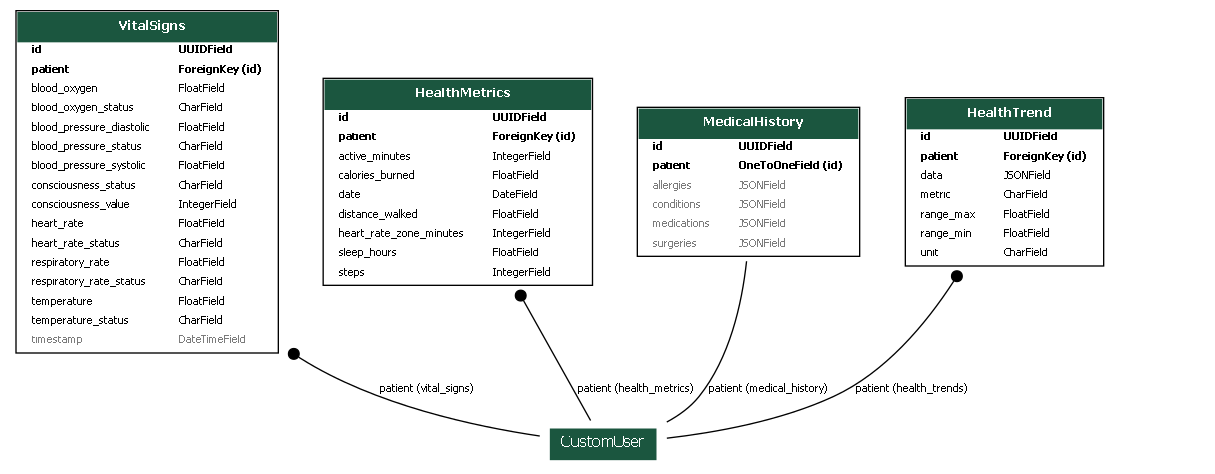 VitalSigns
id UUIDField
patient ForeignKey (id)
blood_oxygen FloatField
blood_oxygen_status CharField
blood_pressure_diastolic FloatField
blood_pressure_status CharField
blood_pressure_systolic FloatField
consciousness_status CharField
consciousness_value IntegerField
heart_rate FloatField
heart_rate_status CharField
respiratory_rate FloatField
respiratory_rate_status CharField
temperature FloatField
temperature_status CharField
timestamp DateTimeField
HealthMetrics
id UUIDField
patient ForeignKey (id)
active_minutes IntegerField
calories_burned FloatField
date DateField
distance_walked FloatField
heart_rate_zone_minutes IntegerField
sleep_hours FloatField
steps IntegerField
MedicalHistory
id UUIDField
patient OneToOneField (id)
allergies JSONField
conditions JSONField
medications JSONField
surgeries JSONField
HealthTrend
id UUIDField
patient ForeignKey (id)
data JSONField
metric CharField
range_max FloatField
range_min FloatField
unit CharField
patient (vital_signs)
patient (health_metrics)
patient (medical_history)
patient (health_trends)
CustomUser